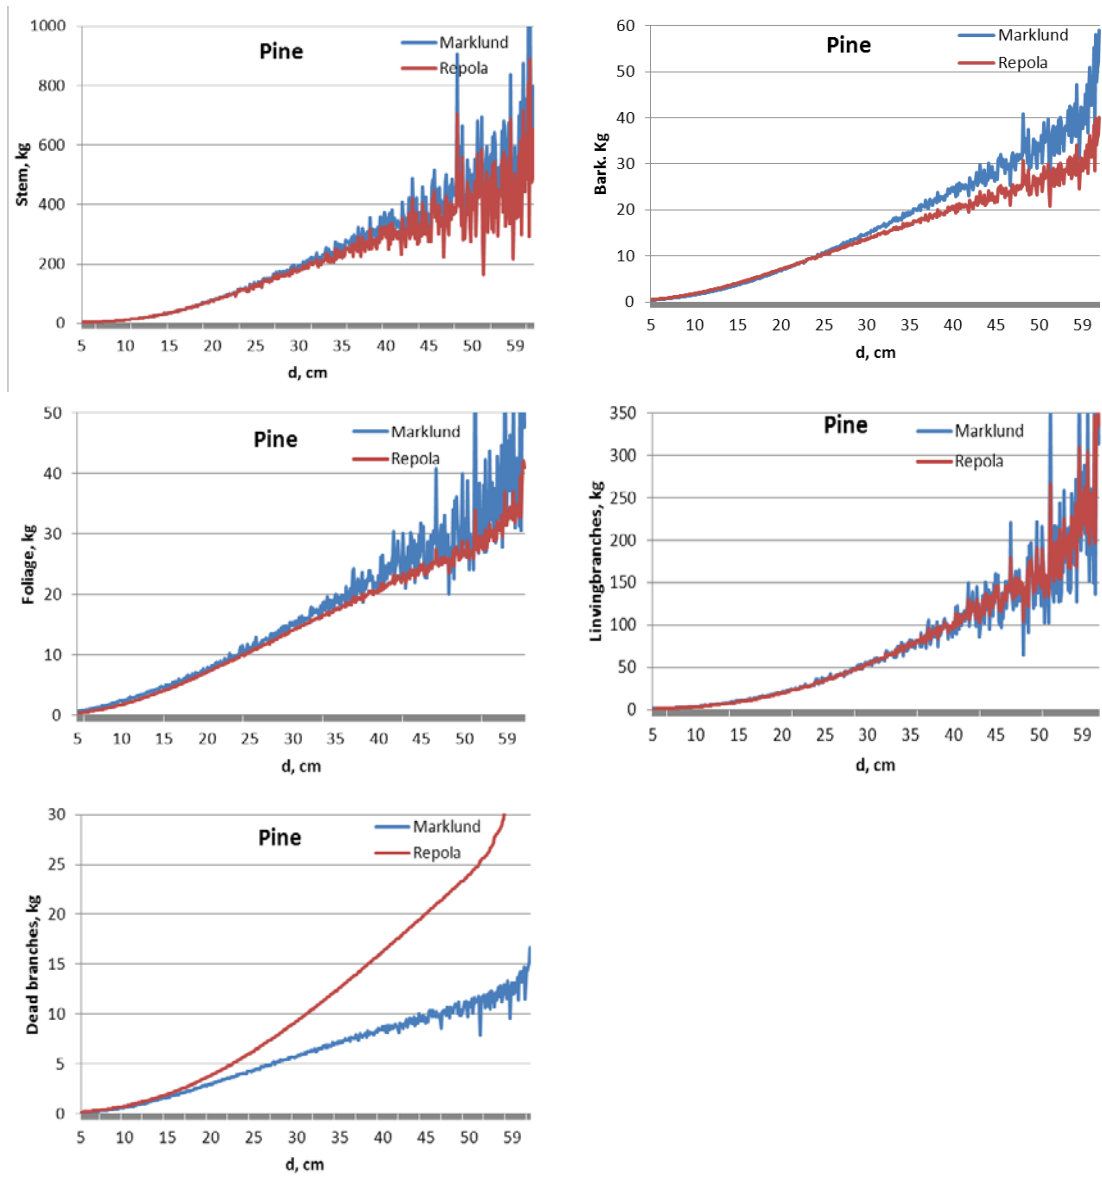 Pine
Marklund
Repola
1000
800
600
400
200
0
Stem, kg
5 10 15 20 25 30 35 40 45 50 59
d, cm
Pine
Marklund
Repola
60
50
40
30
20
10
0
Bark. Kg
5 10 15 20 25 30 35 40 45 50 59
d, cm
Pine
Marklund
Repola
50
40
30
20
10
0
Foliage, kg
5 10 15 20 25 30 35 40 45 50 59
d, cm
Pine
Marklund
Repola
350
300
250
200
150
100
50
0
Linvingbranches, kg
5 10 15 20 25 30 35 40 45 50 59
d, cm
Pine
Marklund
Repola
30
25
20
15
10
5
0
Dead branches, kg
5 10 15 20 25 30 35 40 45 50 59
d, cm